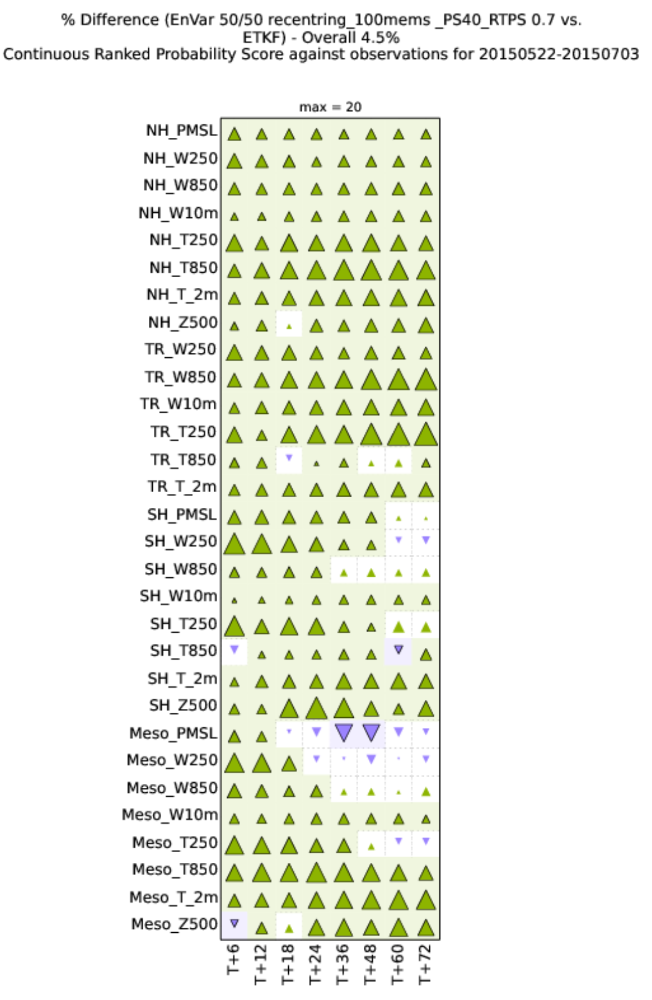 % Difference (EnVar 50/50 recentring_100mems _PS40_RTPS 0.7 vs.
ETKF) - Overall 4.5%
Continuous Ranked Probability Score against observations for 20150522-20150703
max = 20
NH_PMSL
NH_W250
NH_W850
NH_W10m
NH_T250
NH_T850
NH_T_2m
NH_Z500
TR_W250
TR_W850
TR_W10m
TR_T250
TR_T850
TR_T_2m
SH_PMSL
SH_W250
SH_W850
SH_W10m
SH_T250
SH_T850
SH_T_2m
SH_Z500
Meso_PMSL
Meso_W250
Meso_W850
Meso_W10m
Meso_T250
Meso_T850
Meso_T_2m
Meso_Z500
T+6
T+12
T+18
T+24
T+36
T+48
T+60
T+72